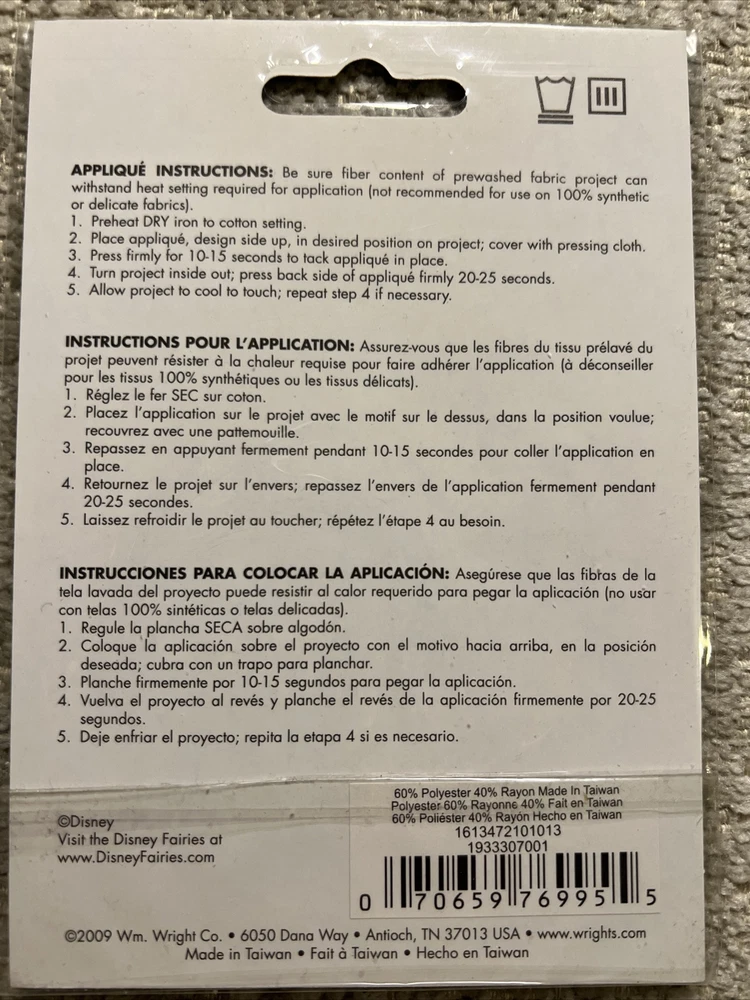 APPLIQUÉ INSTRUCTIONS: Be sure fiber content of prewashed fabric project can
withstand heat setting required for application (not recommended for use on 100% synthetic
or delicate fabrics).
1. Preheat DRY iron to cotton setting.
2. Place appliqué, design side up, in desired position on project; cover with pressing cloth.
3. Press firmly for 10-15 seconds to tack appliqué in place.
4. Turn project inside out; press back side of appliqué firmly 20-25 seconds.
5. Allow project to cool to touch; repeat step 4 if necessary.
INSTRUCTIONS POUR L'APPLICATION: Assurez-vous que les fibres du tissu prélavé du
projet peuvent résister à la chaleur requise pour faire adhérer l'application (à déconseiller
pour les tissus 100% synthétiques ou les tissus délicats).
1. Réglez le fer SEC sur coton.
2. Placez l'application sur le projet avec le motif sur le dessus, dans la position voulue;
recouvrez avec une pattemouille.
3. Repassez en appuyant fermement pendant 10-15 secondes pour coller l'application en
place.
4. Retournez le projet sur l'envers; repassez l'envers de l'application fermement pendant
20-25 secondes.
5. Laissez refroidir le projet au toucher; répétez l'étape 4 au besoin.
INSTRUCCIONES PARA COLOCAR LA APLICACIÓN: Asegúrese que las fibras de la
tela lavada del proyecto puede resistir al calor requerido para pegar la aplicación (no usar
con telas 100% sintéticas o telas delicadas).
1. Regule la plancha SECA sobre algodón.
2. Coloque la aplicación sobre el proyecto con el motivo hacia arriba, en la posición
deseada; cubra con un trapo para planchar.
3. Planche firmemente por 10-15 segundos para pegar la aplicación.
4. Vuelva el proyecto al revés y planche el revés de la aplicación firmemente por 20-25
segundos.
5. Deje enfriar el proyecto; repita la etapa 4 si es necesario.
60% Polyester 40% Rayon Made In Taiwan
Polyester 60% Rayonne 40% Fait en Taiwan
60% Poliéster 40% Rayón Hecho en Taiwan
1613472101013
1933307001
0 70659 76995 5
©Disney
Visit the Disney Fairies at
www.DisneyFairies.com
©2009 Wm. Wright Co. • 6050 Dana Way • Antioch, TN 37013 USA • www.wrights.com
Made in Taiwan • Fait à Taiwan • Hecho en Taiwan